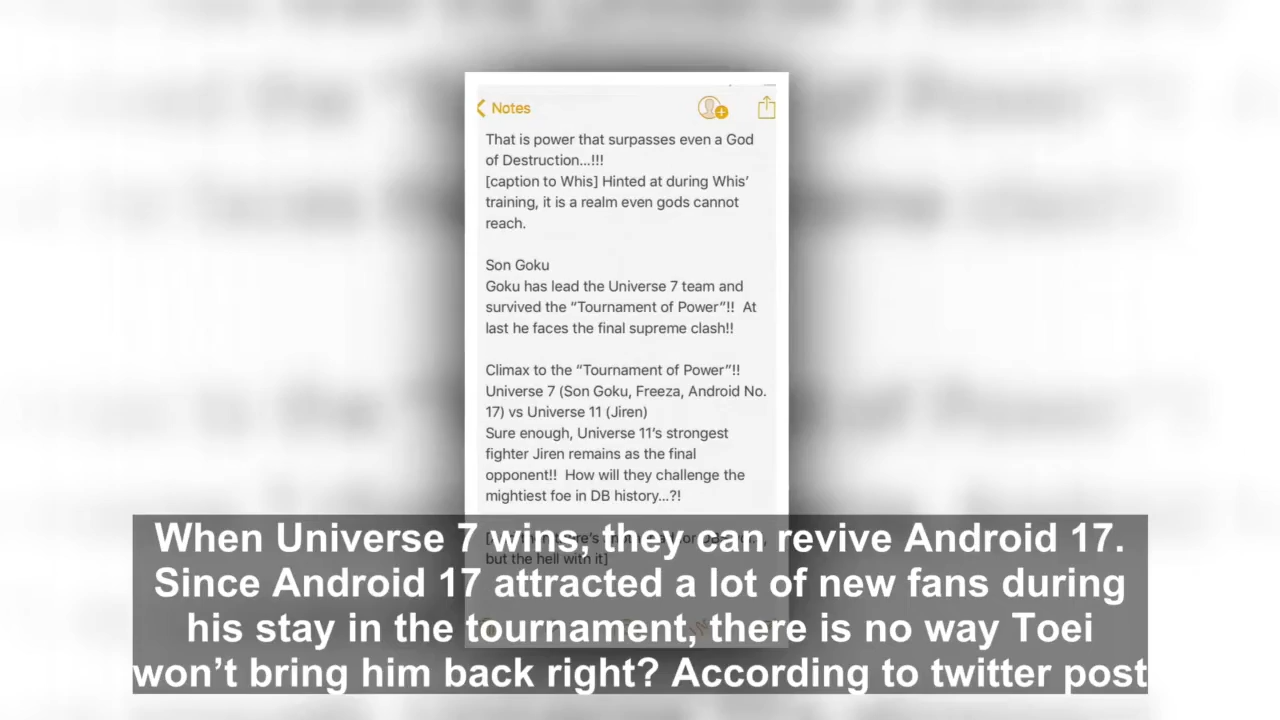 Notes
That is power that surpasses even a God
of Destruction...!!!
[caption to Whis] Hinted at during Whis'
training, it is a realm even gods cannot
reach.
Son Goku
Goku has lead the Universe 7 team and
survived the "Tournament of Power"!! At
last he faces the final supreme clash!!
Climax to the "Tournament of Power"!!
Universe 7 (Son Goku, Freeza, Android No.
17) vs Universe 11 (Jiren)
Sure enough, Universe 11's strongest
fighter Jiren remains as the final
opponent!! How will they challenge the
mightiest foe in DB history...?!
but the hell with it]
When Universe 7 wins, they can revive Android 17.
Since Android 17 attracted a lot of new fans during
his stay in the tournament, there is no way Toei
won't bring him back right? According to twitter post